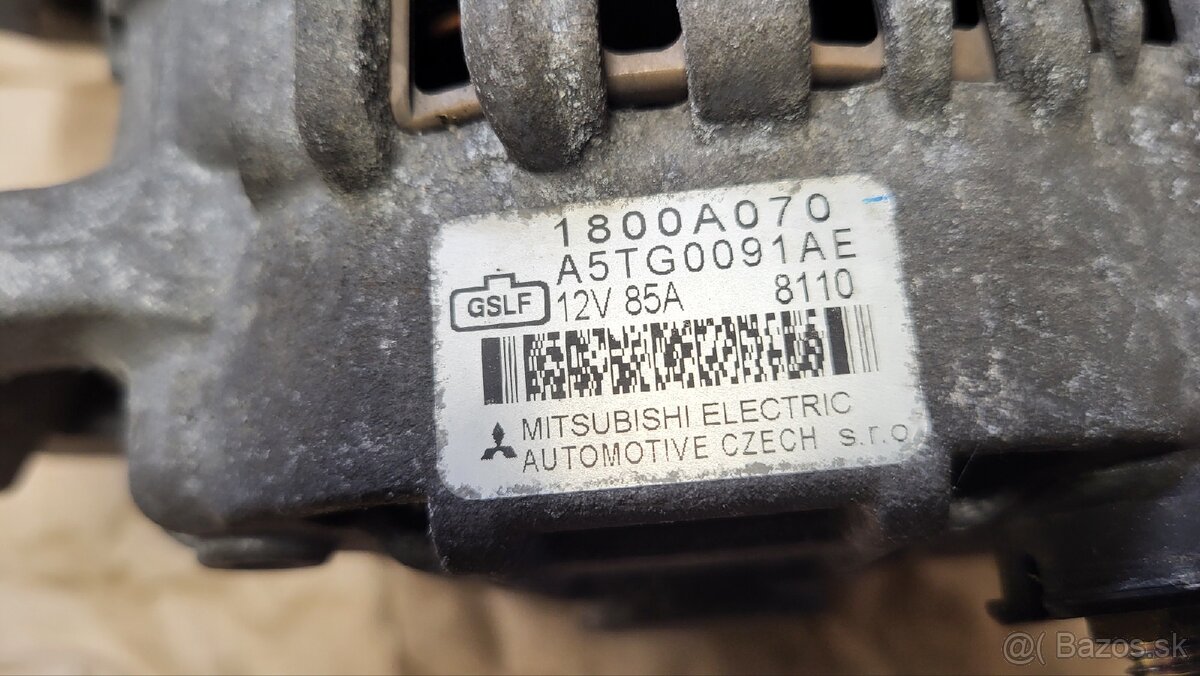 1800A070
A5TG0091AE
GSLF 12V 85A 8110
MITSUBISHI ELECTRIC
AUTOMOTIVE CZECH s.r.o
@( Bazos.sk